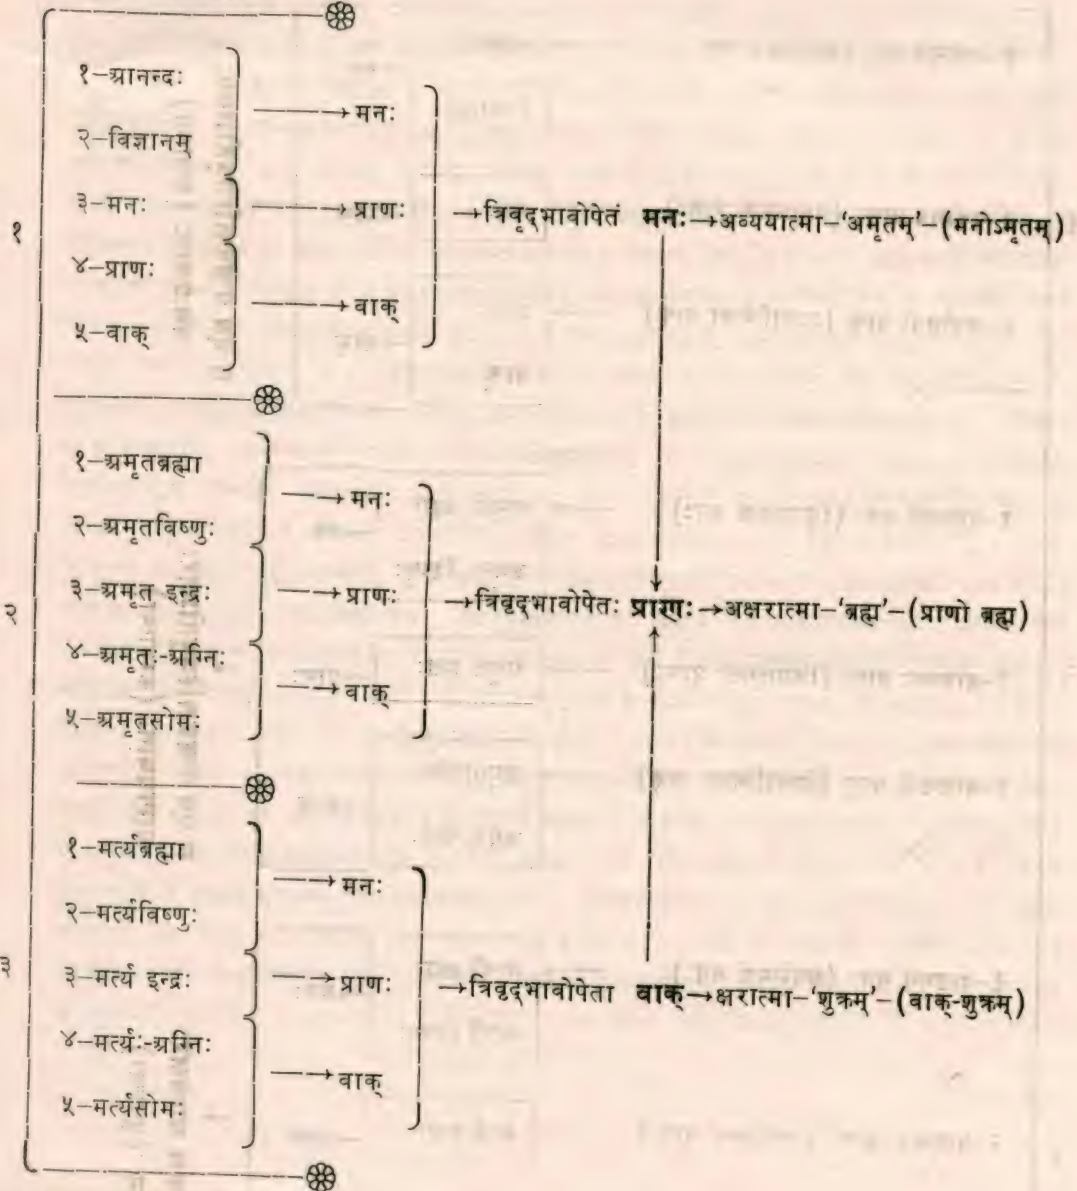 १-आनन्दः
→ मनः
२-विज्ञानम्
१ ३-मनः → प्राणः →त्रिवृद्भावोपेतं मनः→अव्ययात्मा-'अमृतम्'-(मनोऽमृतम्)
४-प्राणः
→ वाक्
५-वाक्
१-अमृतब्रह्मा
→ मनः
२-अमृतविष्णुः
२ ३-अमृत इन्द्रः → प्राणः →त्रिवृद्भावोपेतः प्राणः→अक्षरात्मा-'ब्रह्म'-(प्राणो ब्रह्म)
४-अमृतः-अग्निः
→ वाक्
५-अमृतसोमः
१-मर्त्यब्रह्मा
→ मनः
२-मर्त्यविष्णुः
३ ३-मर्त्य इन्द्रः → प्राणः →त्रिवृद्भावोपेता वाक्→क्षरात्मा-'शुक्रम्'-(वाक्-शुक्रम्)
४-मर्त्यः-अग्निः
→ वाक्
५-मर्त्यसोमः